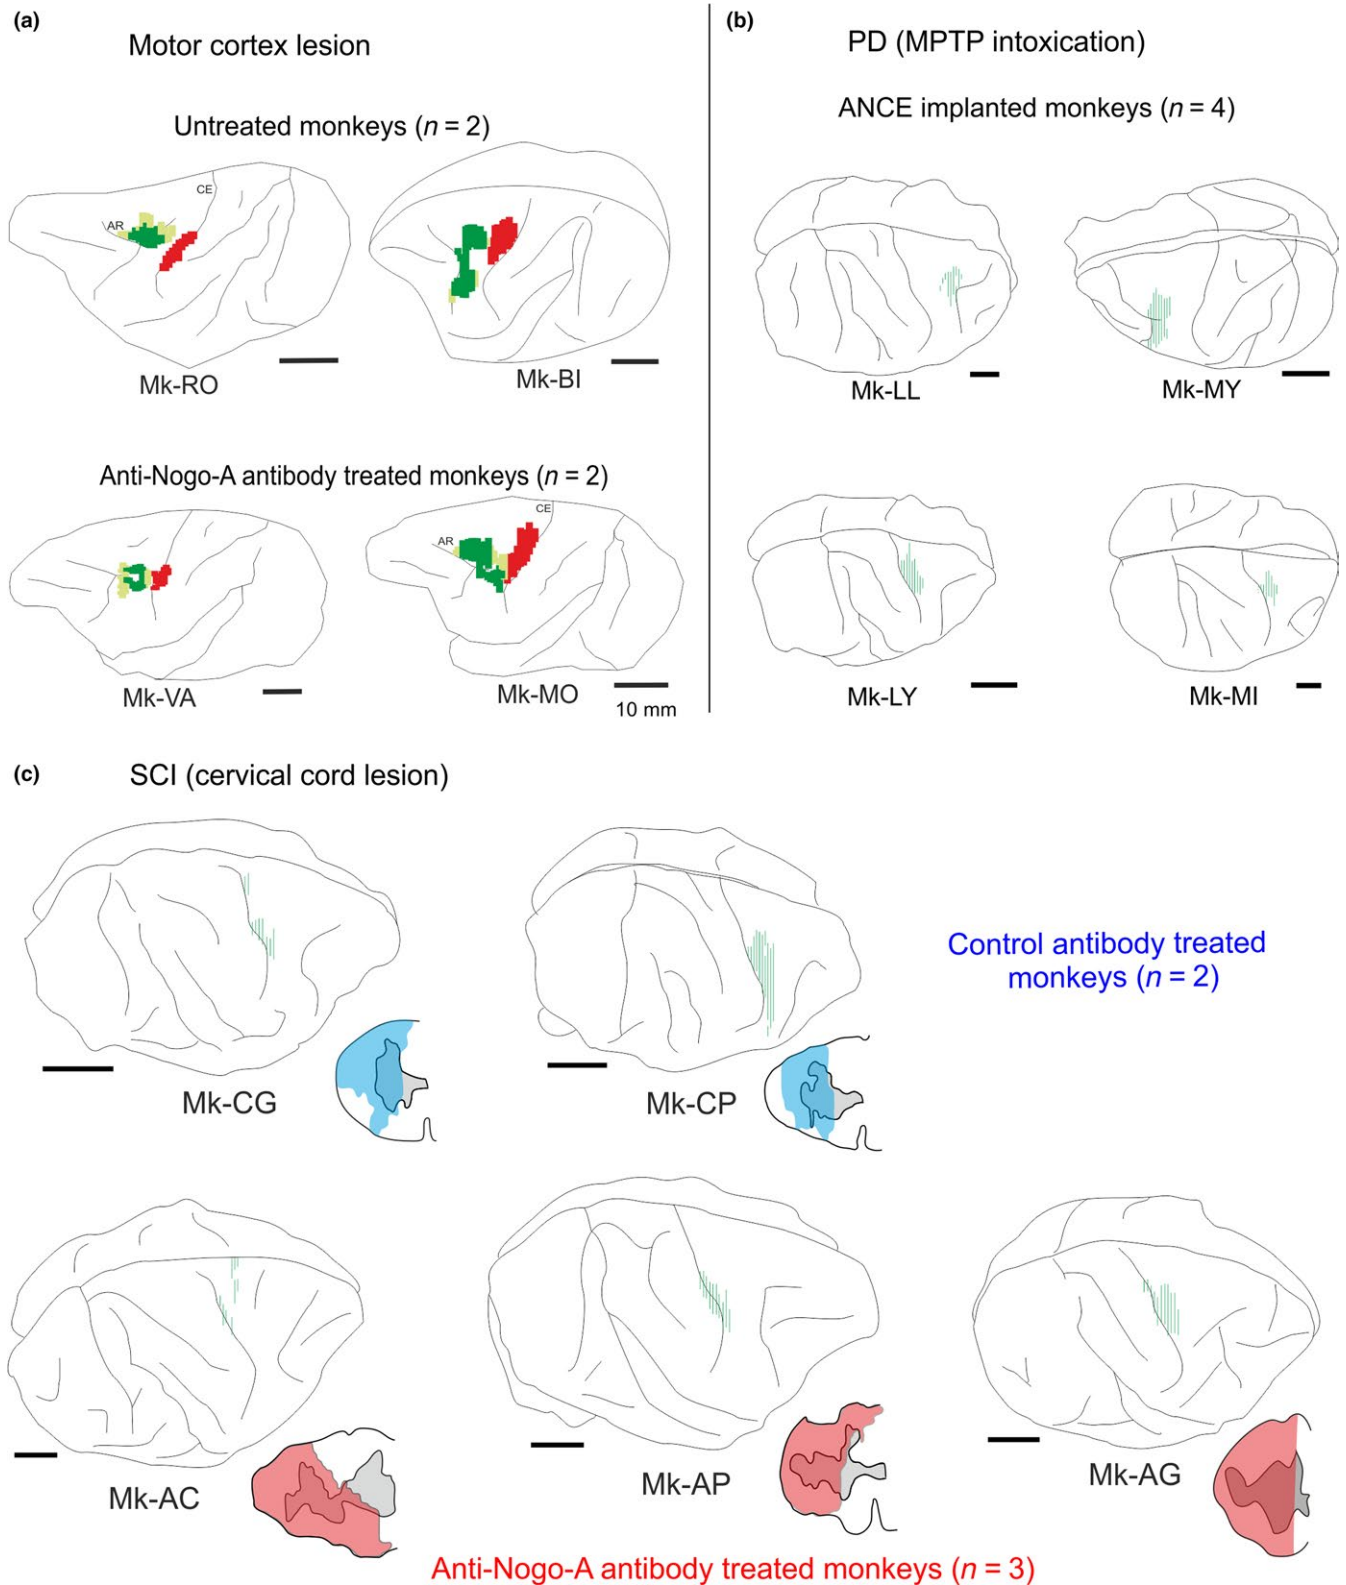 (a)
Motor cortex lesion
Untreated monkeys (n = 2)
CE
AR
Mk-RO
Mk-BI
Anti-Nogo-A antibody treated monkeys (n = 2)
CE
AR
Mk-VA
Mk-MO
10 mm
(b)
PD (MPTP intoxication)
ANCE implanted monkeys (n = 4)
Mk-LL
Mk-MY
Mk-LY
Mk-MI
(c)
SCI (cervical cord lesion)
Control antibody treated
monkeys (n = 2)
Mk-CG
Mk-CP
Mk-AC
Mk-AP
Mk-AG
Anti-Nogo-A antibody treated monkeys (n = 3)